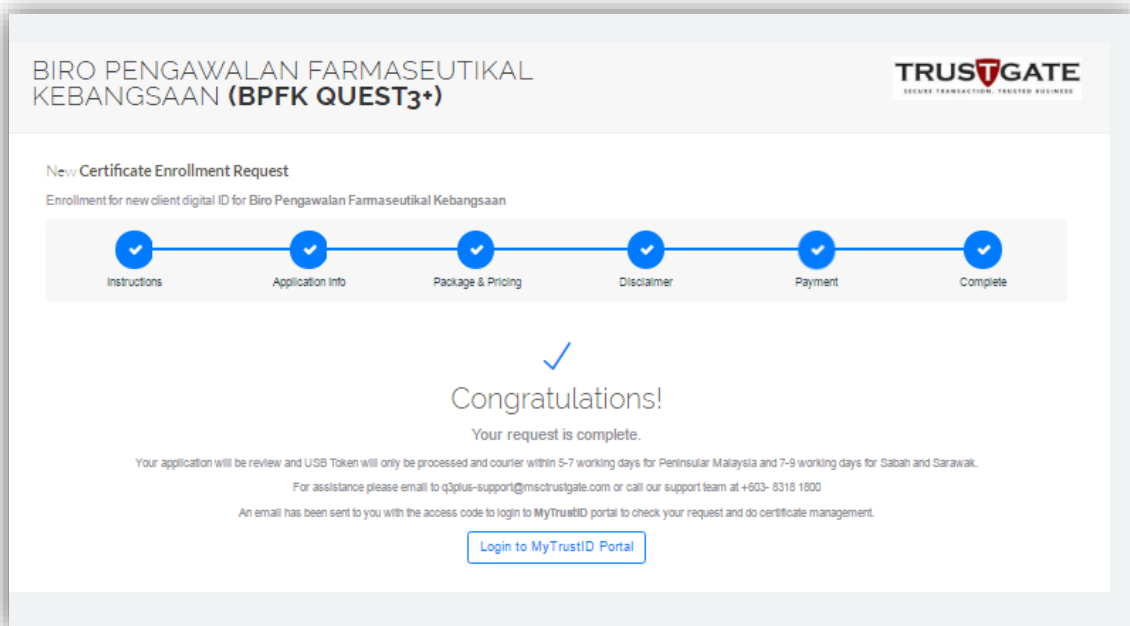 BIRO PENGAWALAN FARMASEUTIKAL
KEBANGSAAN (BPFK QUEST3+)
TRUSTGATE
SECURE TRANSACTION. TRUSTED BUSINESS
New Certificate Enrollment Request
Enrollment for new client digital ID for Biro Pengawalan Farmaseutikal Kebangsaan
Instructions
Application Info
Package & Pricing
Disclaimer
Payment
Complete
Congratulations!
Your request is complete.
Your application will be review and USB Token will only be processed and courier within 5-7 working days for Peninsular Malaysia and 7-9 working days for Sabah and Sarawak.
For assistance please email to q3plus-support@msctrustgate.com or call our support team at +603- 8318 1800
An email has been sent to you with the access code to login to MyTrustID portal to check your request and do certificate management.
Login to MyTrustID Portal